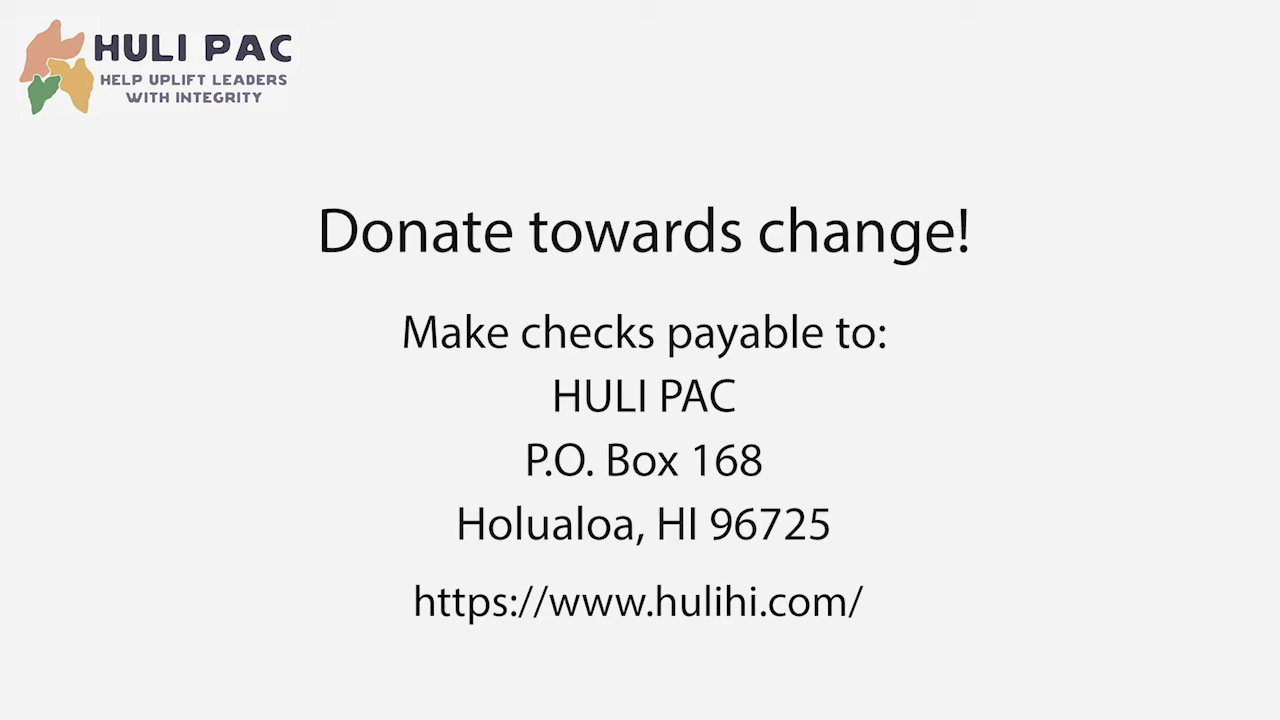 HULI PAC
HELP UPLIFT LEADERS
WITH INTEGRITY
Donate towards change!
Make checks payable to:
HULI PAC
P.O. Box 168
Holualoa, HI 96725
https://www.hulihi.com/